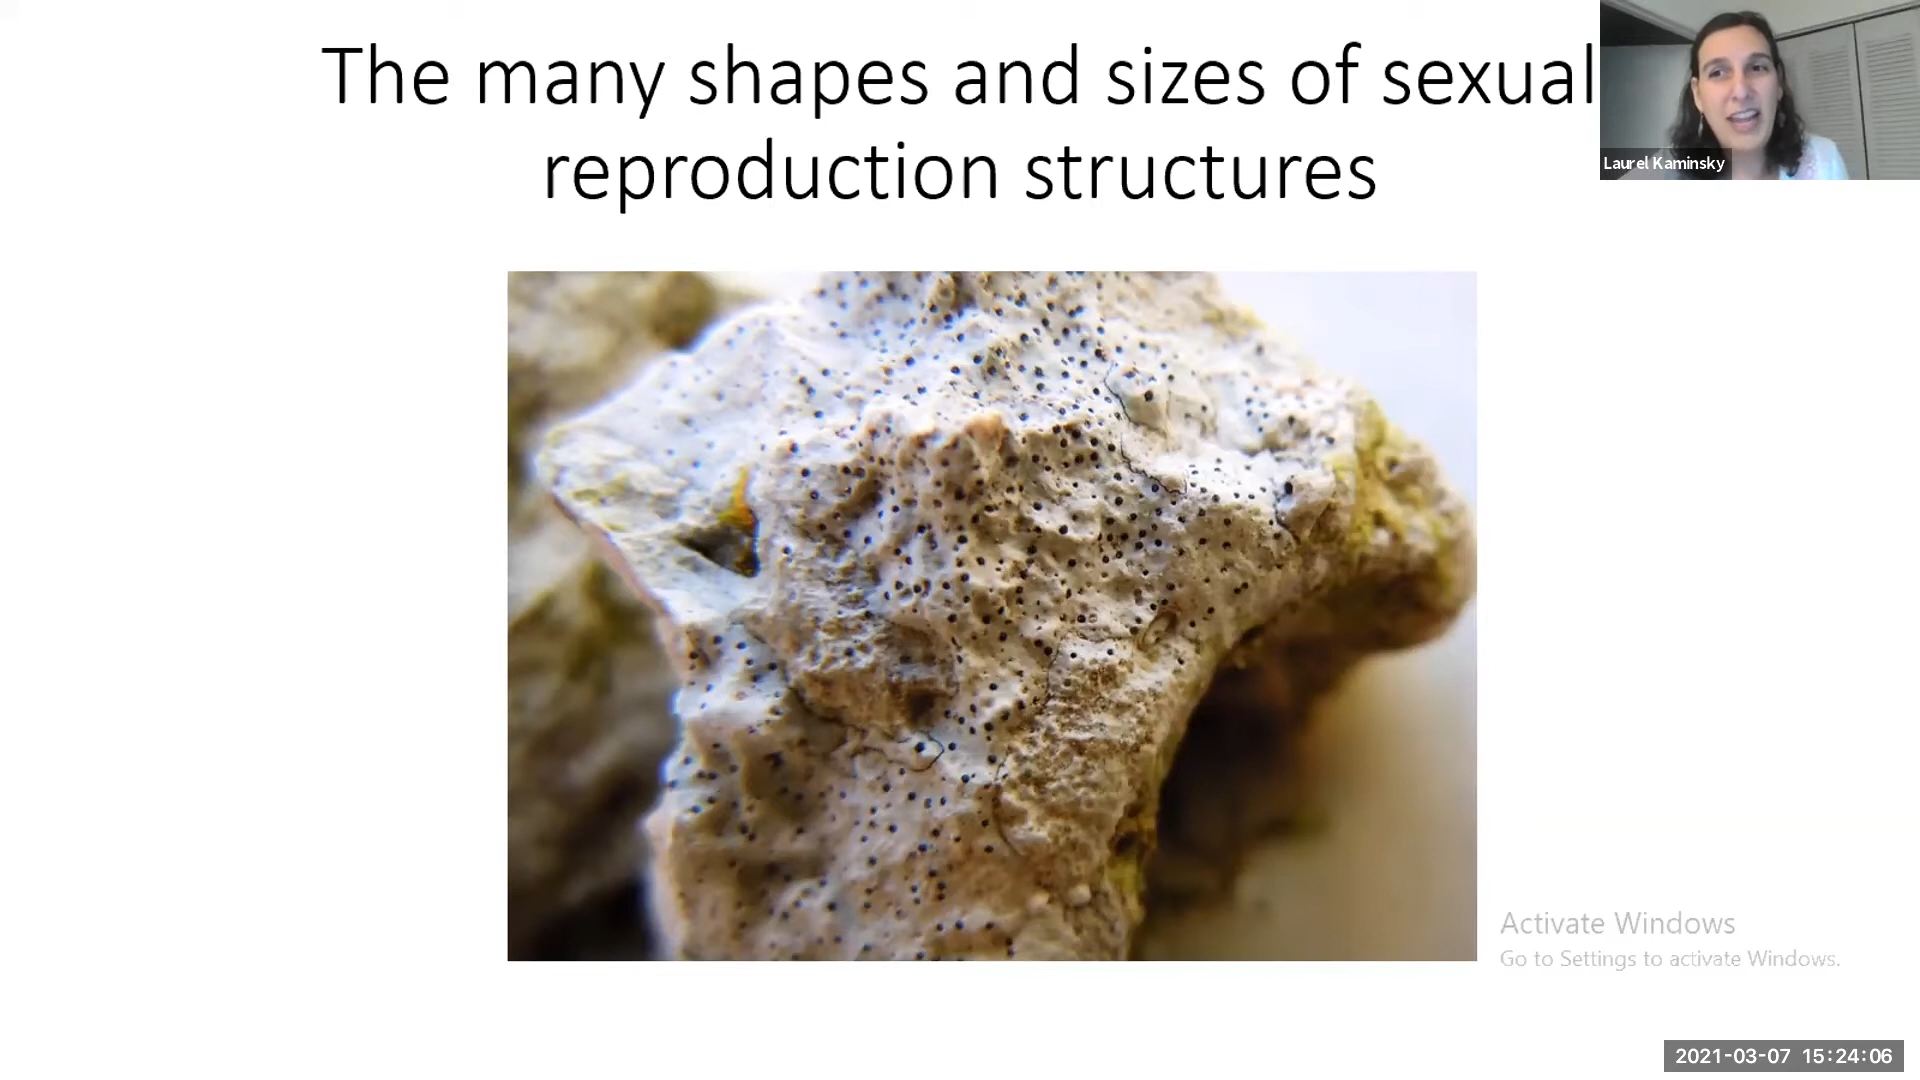 The many shapes and sizes of sexual
reproduction structures
Laurel Kaminsky
Activate Windows
Go to Settings to activate Windows.
2021-03-07 15:24:06